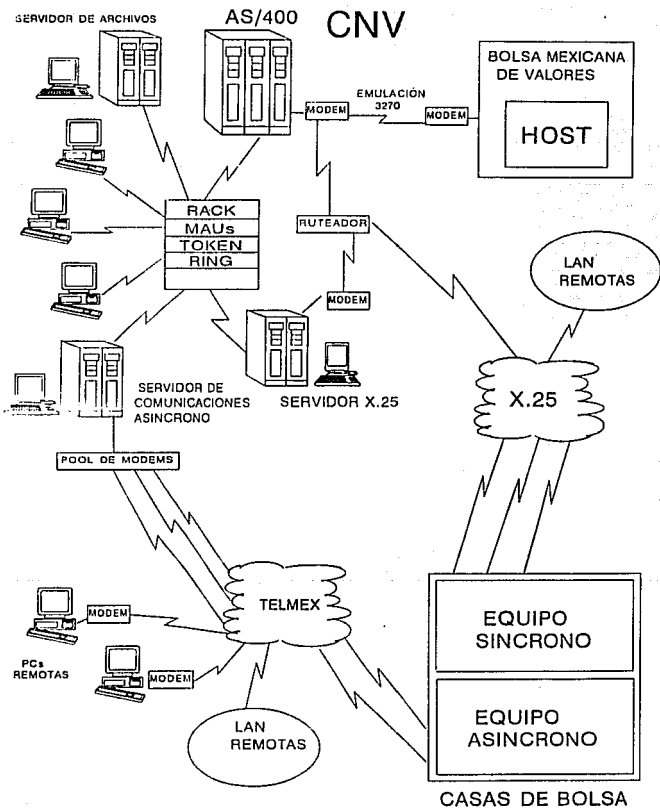 SERVIDOR DE ARCHIVOS
AS/400
CNV
BOLSA MEXICANA
DE VALORES
HOST
EMULACIÓN
3270
MODEM
MODEM
RACK
MAUs
TOKEN
RING
RUTEADOR
MODEM
LAN
REMOTAS
SERVIDOR DE
COMUNICACIONES
ASINCRONO
SERVIDOR X.25
X.25
POOL DE MODEMS
TELMEX
MODEM
PCs
REMOTAS
MODEM
LAN
REMOTAS
EQUIPO
SINCRONO
EQUIPO
ASINCRONO
CASAS DE BOLSA